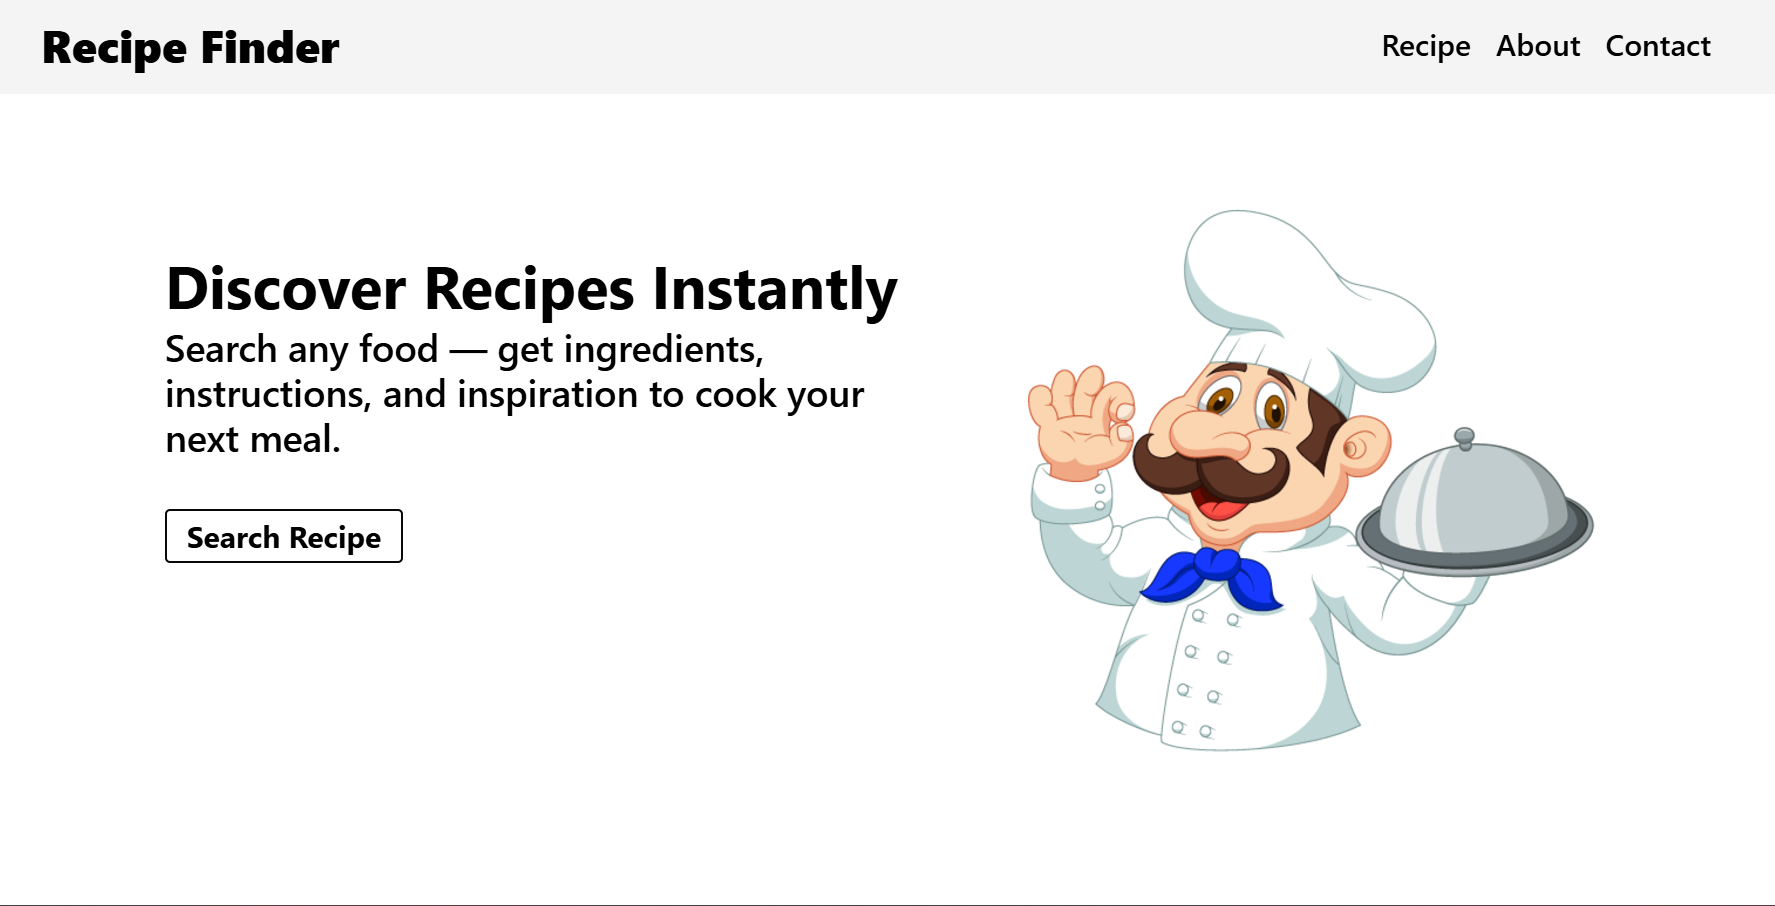 Recipe Finder
Recipe About Contact
Discover Recipes Instantly
Search any food — get ingredients,
instructions, and inspiration to cook your
next meal.
Search Recipe